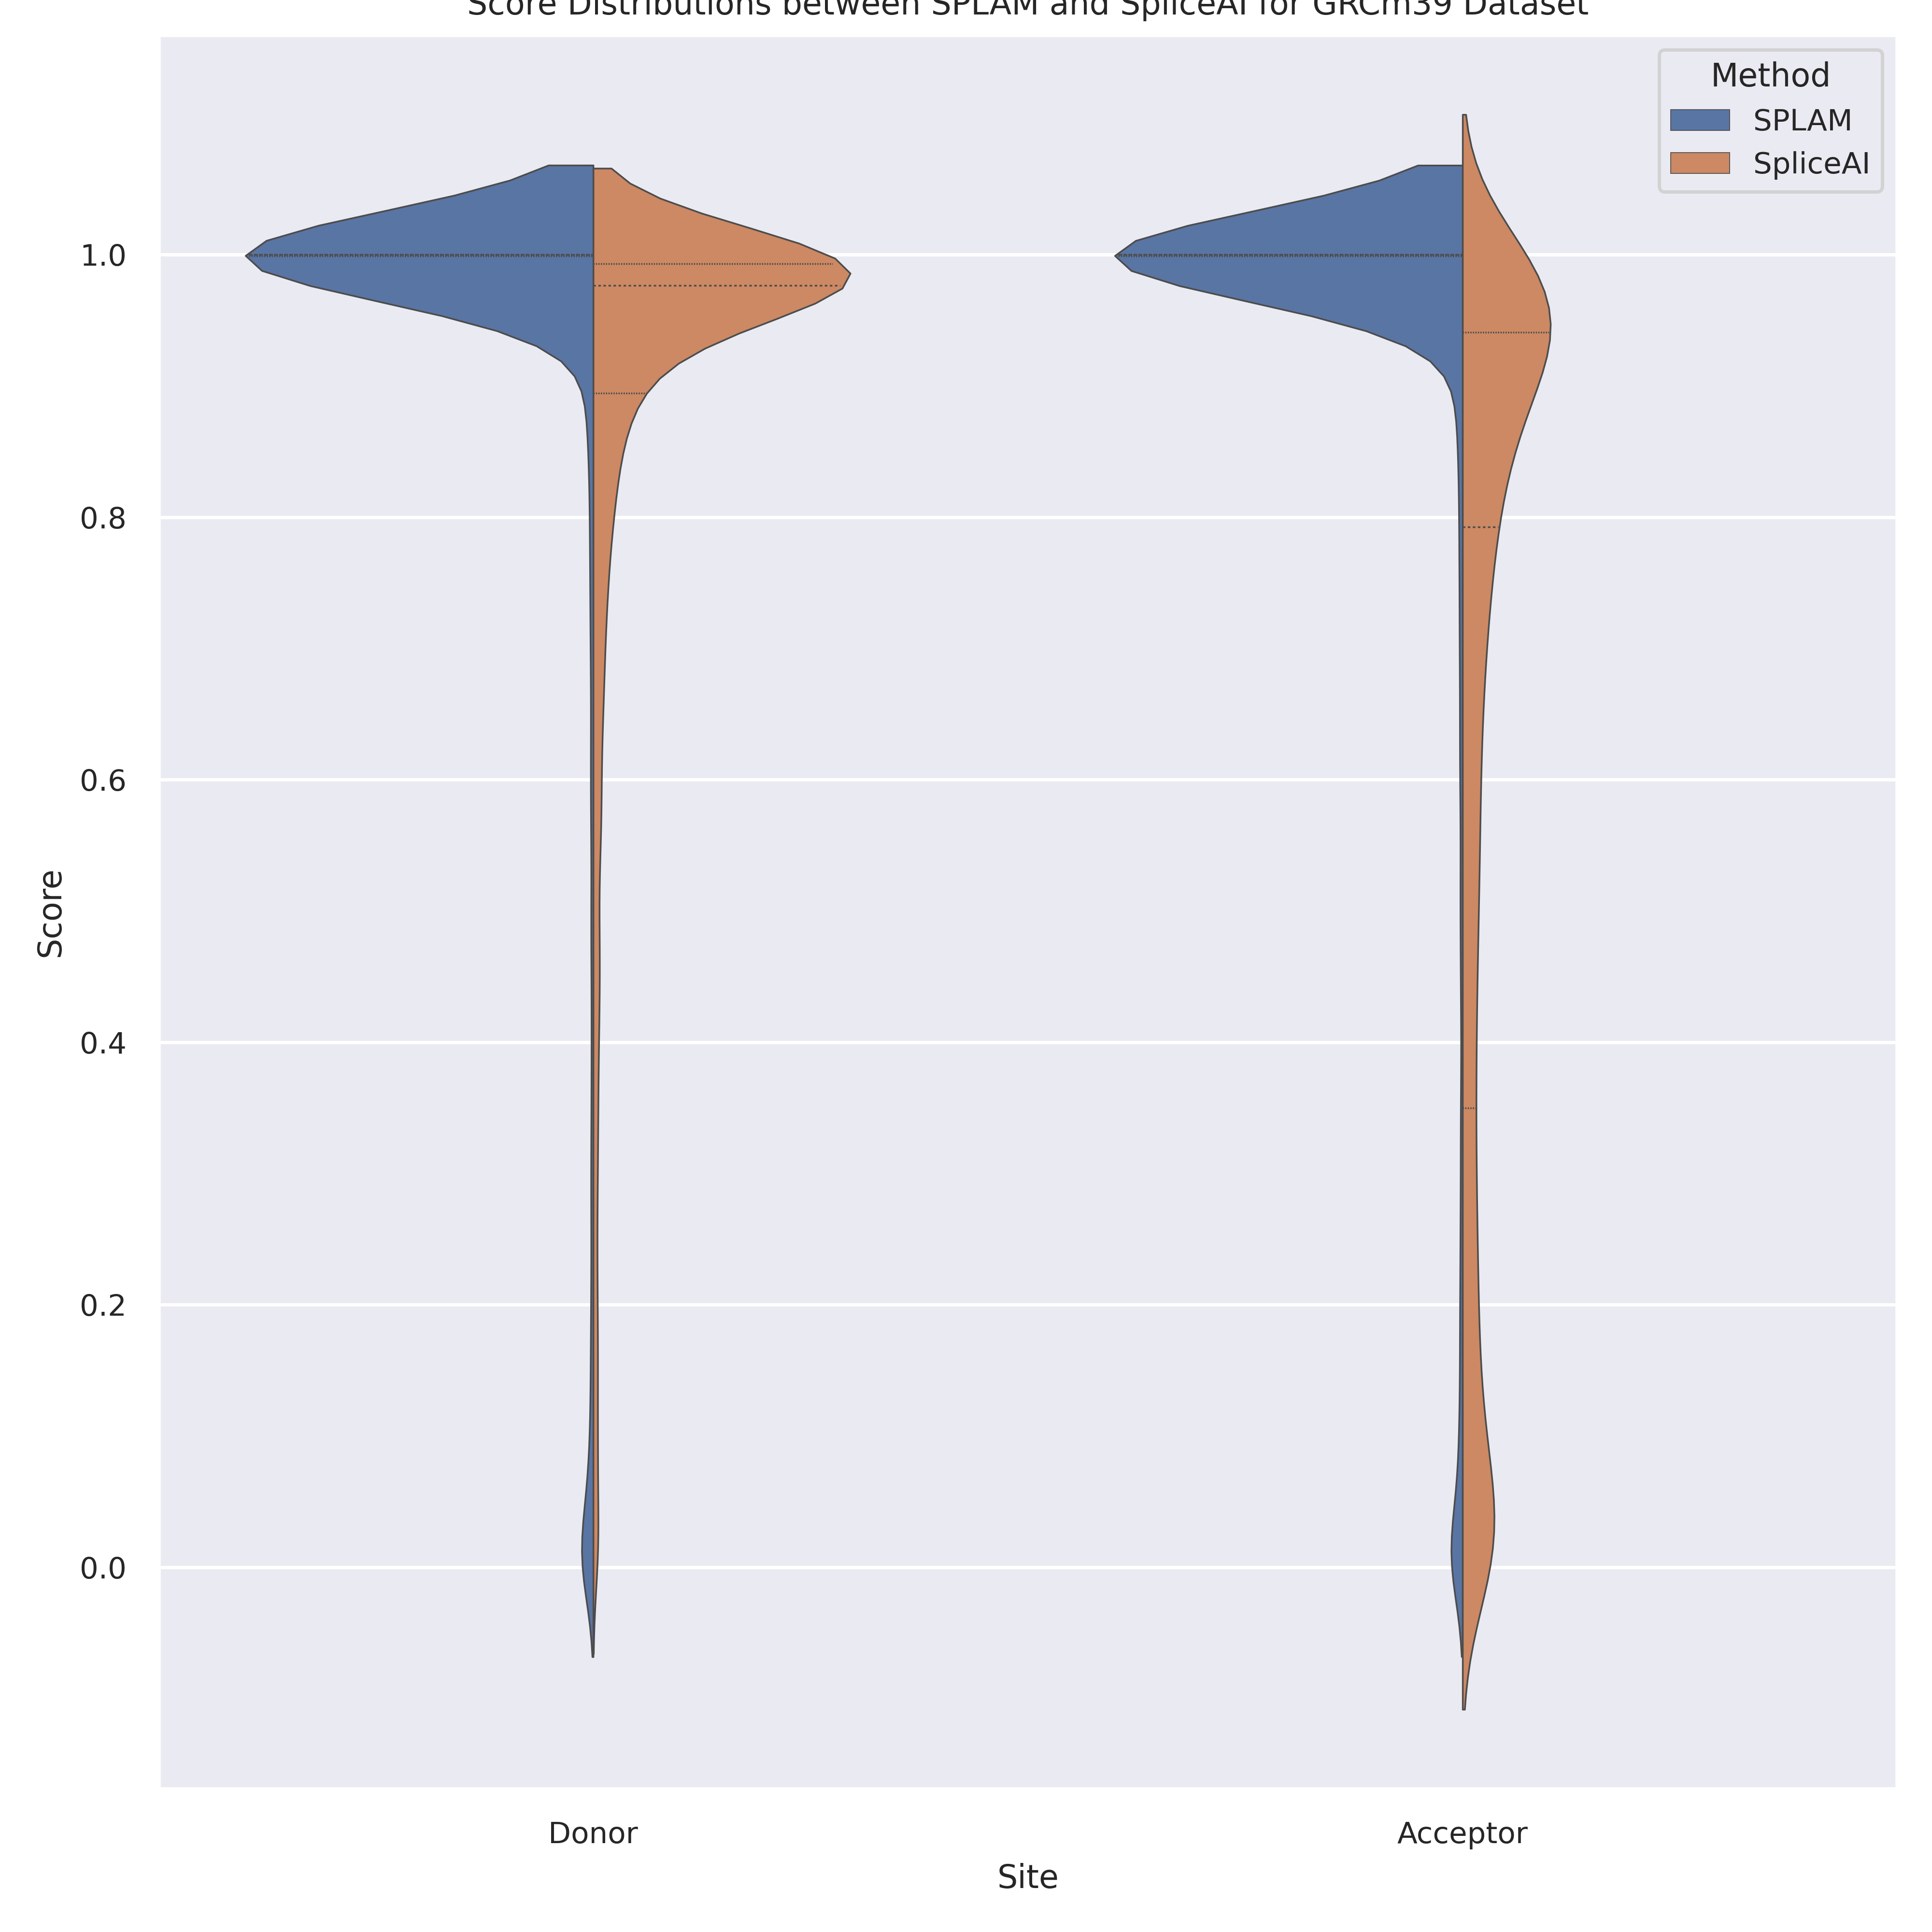 Score Distributions between SPLAM and SpliceAI for GRCm39 Dataset
Method
SPLAM
SpliceAI
1.0
0.8
0.6
0.4
0.2
0.0
Score
Donor
Acceptor
Site